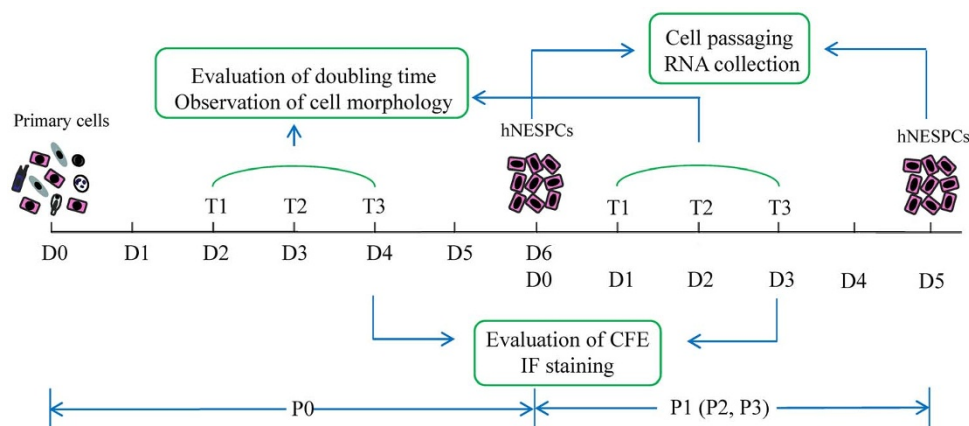 Cell passaging
RNA collection
Evaluation of doubling time
Observation of cell morphology
Primary cells
hNESPCs
hNESPCs
T1 T2 T3 T1 T2 T3
D0 D1 D2 D3 D4 D5 D6
D0 D1 D2 D3 D4 D5
Evaluation of CFE
IF staining
P0 P1 (P2, P3)